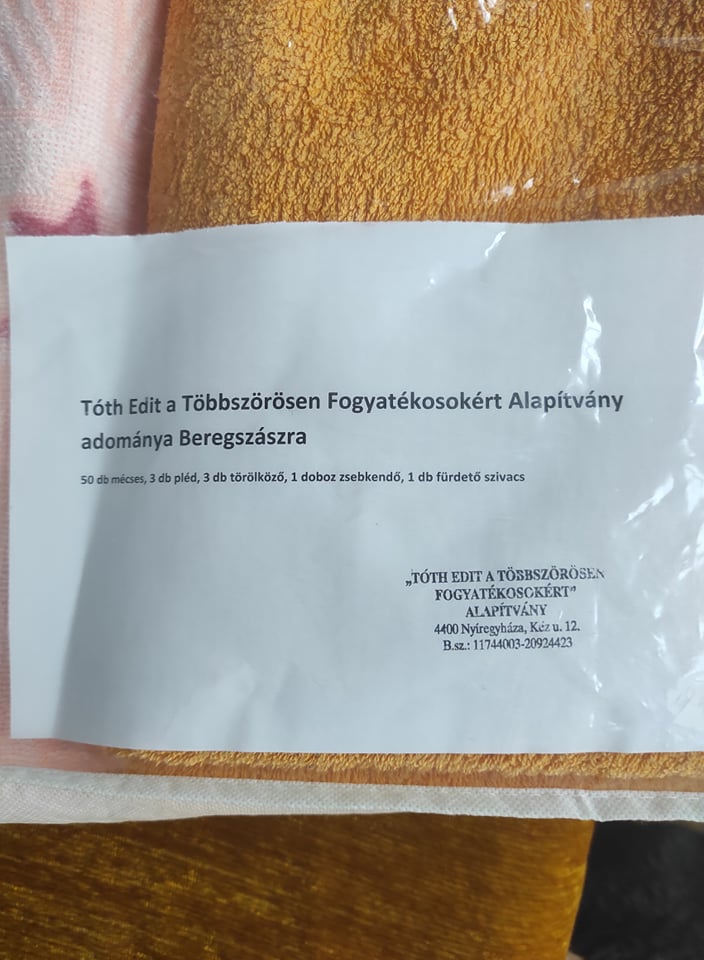 Tóth Edit a Többszörösen Fogyatékosokért Alapítvány
adománya Beregszászra
50 db mécses, 3 db pléd, 3 db törölköző, 1 doboz zsebkendő, 1 db fürdető szivacs
„TÓTH EDIT A TÖBBSZÖRÖSEN
FOGYATÉKOSOKÉRT”
ALAPÍTVÁNY
4400 Nyíregyháza, Kéz u. 12.
B.sz.: 11744003-20924423